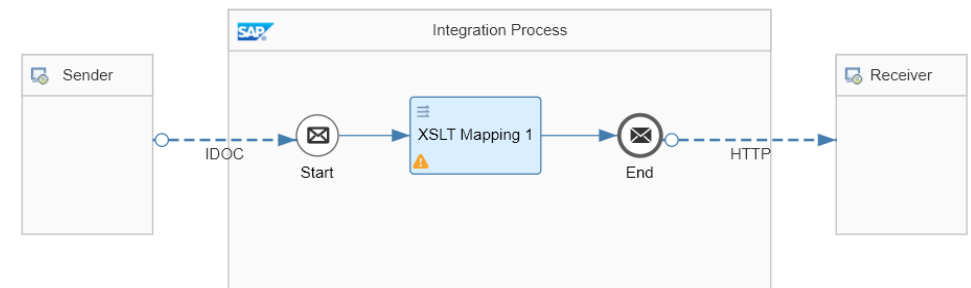 SAP
Integration Process
Sender
Receiver
XSLT Mapping 1
IDOC
HTTP
Start
End